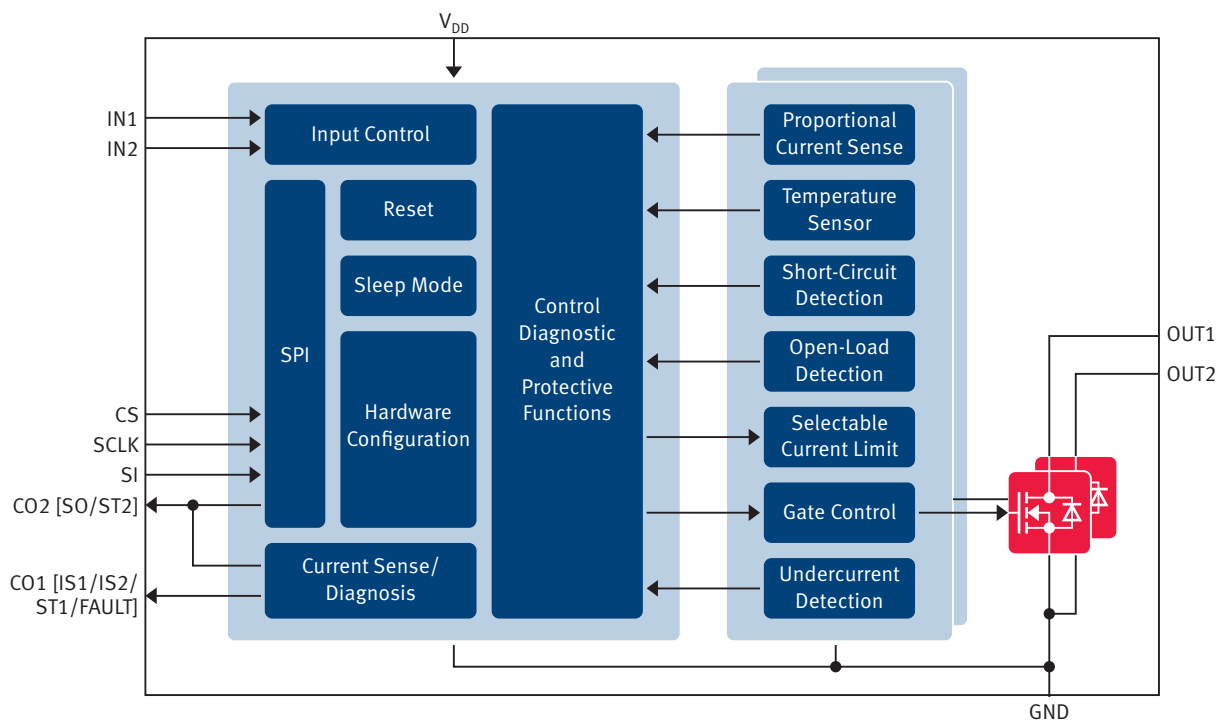 V_DD
IN1
IN2
CS
SCLK
SI
CO2 [SO/ST2]
CO1 [IS1/IS2/
ST1/FAULT]
Input Control
SPI
Reset
Sleep Mode
Hardware
Configuration
Current Sense/
Diagnosis
Control
Diagnostic
and
Protective
Functions
Proportional
Current Sense
Temperature
Sensor
Short-Circuit
Detection
Open-Load
Detection
Selectable
Current Limit
Gate Control
Undercurrent
Detection
OUT1
OUT2
GND